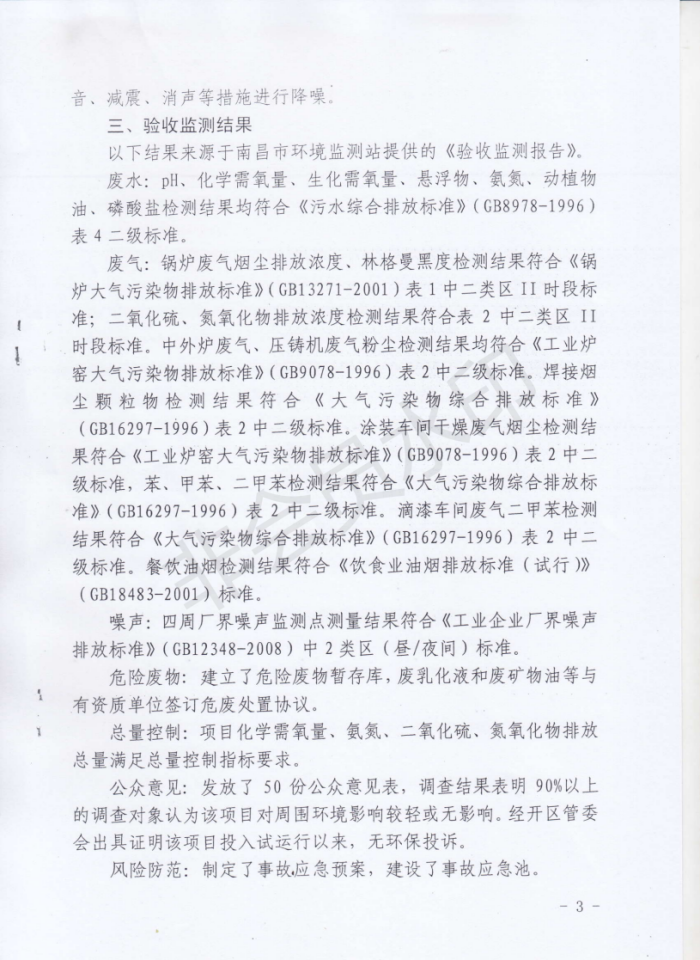 音、减震、消声等措施进行降噪。
三、验收监测结果
以下结果来源于南昌市环境监测站提供的《验收监测报告》。
废水：pH、化学需氧量、生化需氧量、悬浮物、氨氮、动植物
油、磷酸盐检测结果均符合《污水综合排放标准》(GB8978-1996)
表4二级标准。
废气：锅炉废气烟尘排放浓度、林格曼黑度检测结果符合《锅
炉大气污染物排放标准》(GB13271-2001)表1中二类区II时段标
准；二氧化硫、氮氧化物排放浓度检测结果符合表2中二类区II
时段标准。中外炉废气、压铸机废气粉尘检测结果均符合《工业炉
窑大气污染物排放标准》(GB9078-1996)表2中二级标准。焊接烟
尘颗粒物检测结果符合《大气污染物综合排放标准》
(GB16297-1996)表2中二级标准。涂装车间干燥废气烟尘检测结
果符合《工业炉窑大气污染物排放标准》(GB9078-1996)表2中二
级标准，苯、甲苯、二甲苯检测结果符合《大气污染物综合排放标
准》(GB16297-1996)表2中二级标准。滴漆车间废气二甲苯检测
结果符合《大气污染物综合排放标准》(GB16297-1996)表2中二
级标准。餐饮油烟检测结果符合《饮食业油烟排放标准（试行）》
(GB18483-2001)标准。
噪声：四周厂界噪声监测点测量结果符合《工业企业厂界噪声
排放标准》(GB12348-2008)中2类区（昼/夜间）标准。
危险废物：建立了危险废物暂存库，废乳化液和废矿物油等与
有资质单位签订危废处置协议。
总量控制：项目化学需氧量、氨氮、二氧化硫、氮氧化物排放
总量满足总量控制指标要求。
公众意见：发放了50份公众意见表，调查结果表明90%以上
的调查对象认为该项目对周围环境影响较轻或无影响。经开区管委
会出具证明该项目投入试运行以来，无环保投诉。
风险防范：制定了事故应急预案，建设了事故应急池。
- 3 -
非会员水印